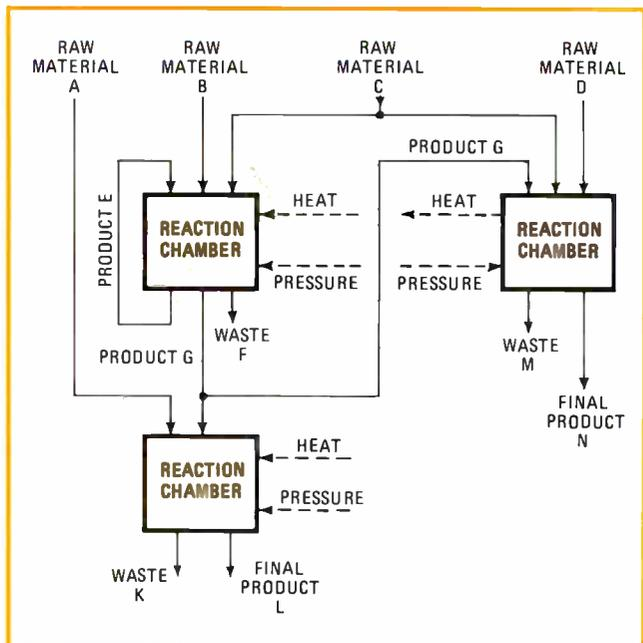 RAW
MATERIAL
A
RAW
MATERIAL
B
RAW
MATERIAL
C
RAW
MATERIAL
D
PRODUCT G
PRODUCT E
REACTION
CHAMBER
HEAT
PRESSURE
HEAT
PRESSURE
REACTION
CHAMBER
WASTE
F
PRODUCT G
WASTE
M
FINAL
PRODUCT
N
REACTION
CHAMBER
HEAT
PRESSURE
WASTE
K
FINAL
PRODUCT
L